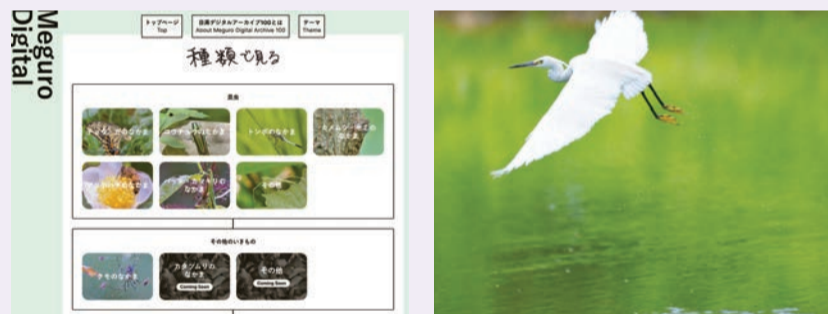 Meguro
Digital
トップページ
Top
目黒デジタルアーカイブ100とは
About Meguro Digital Archive 100
テーマ
Theme
種類で見る
昆虫
トンボのなかま
その他
その他のいきもの
クモのなかま
カタツムリの
なかま
Coming Soon
その他
Coming Soon